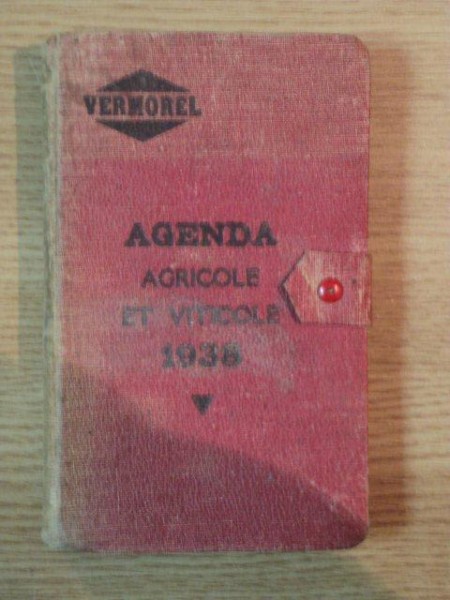 VERMOREL
AGENDA
AGRICOLE
ET VITICOLE
1938